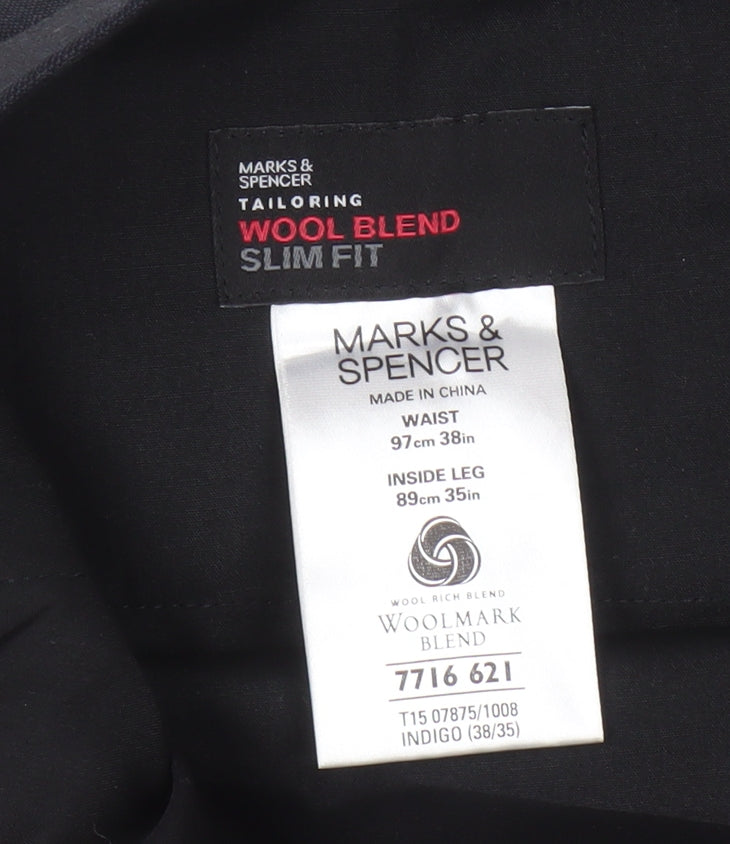 MARKS &
SPENCER
TAILORING
WOOL BLEND
SLIM FIT
MARKS &
SPENCER
MADE IN CHINA
WAIST
97cm 38in
INSIDE LEG
89cm 35in
WOOL RICH BLEND
WOOLMARK
BLEND
7716 621
T15 07875/1008
INDIGO (38/35)